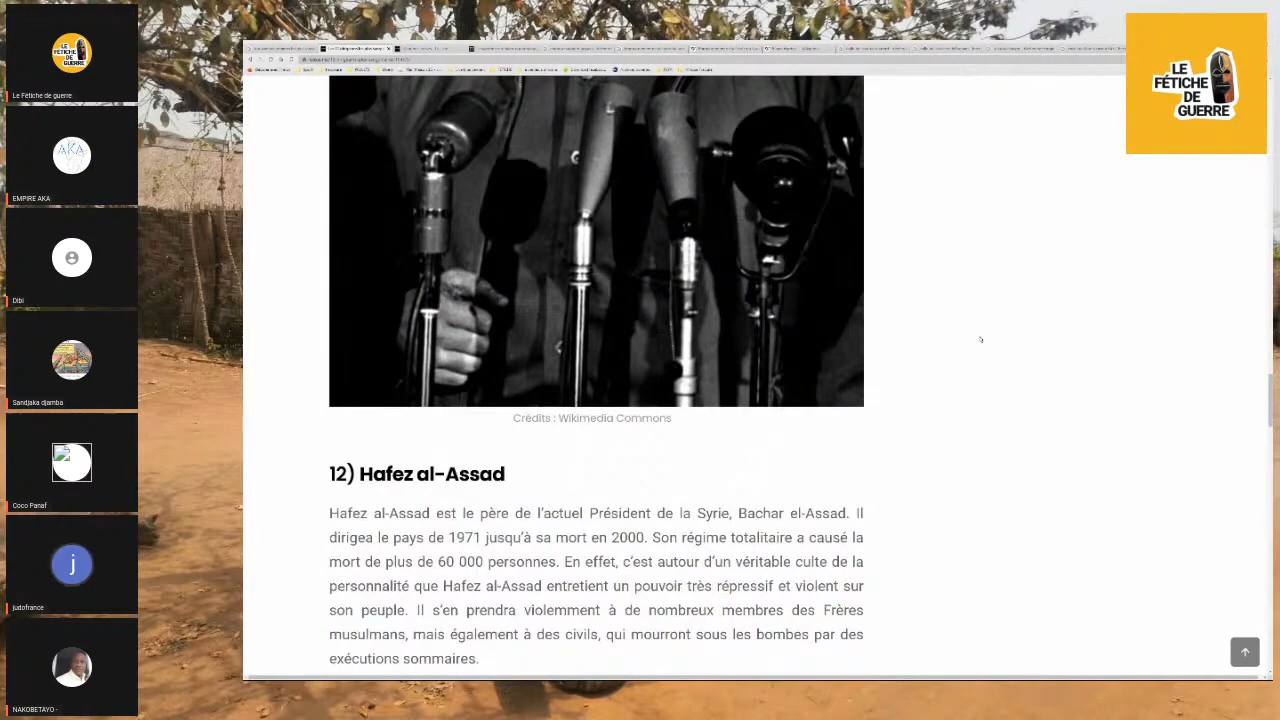 LE
FÉTICHE
DE
GUERRE
Le Fétiche de guerre
AKA
EMPIRE AKA
Dibi
Sandjaka djamba
Coco Panaf
j
judofrance
NAKOBETAYO -
LE
FÉTICHE
DE
GUERRE
Crédits : Wikimedia Commons
12) Hafez al-Assad
Hafez al-Assad est le père de l'actuel Président de la Syrie, Bachar el-Assad. Il
dirigea le pays de 1971 jusqu'à sa mort en 2000. Son régime totalitaire a causé la
mort de plus de 60 000 personnes. En effet, c'est autour d'un véritable culte de la
personnalité que Hafez al-Assad entretient un pouvoir très répressif et violent sur
son peuple. Il s'en prendra violemment à de nombreux membres des Frères
musulmans, mais également à des civils, qui mourront sous les bombes par des
exécutions sommaires.